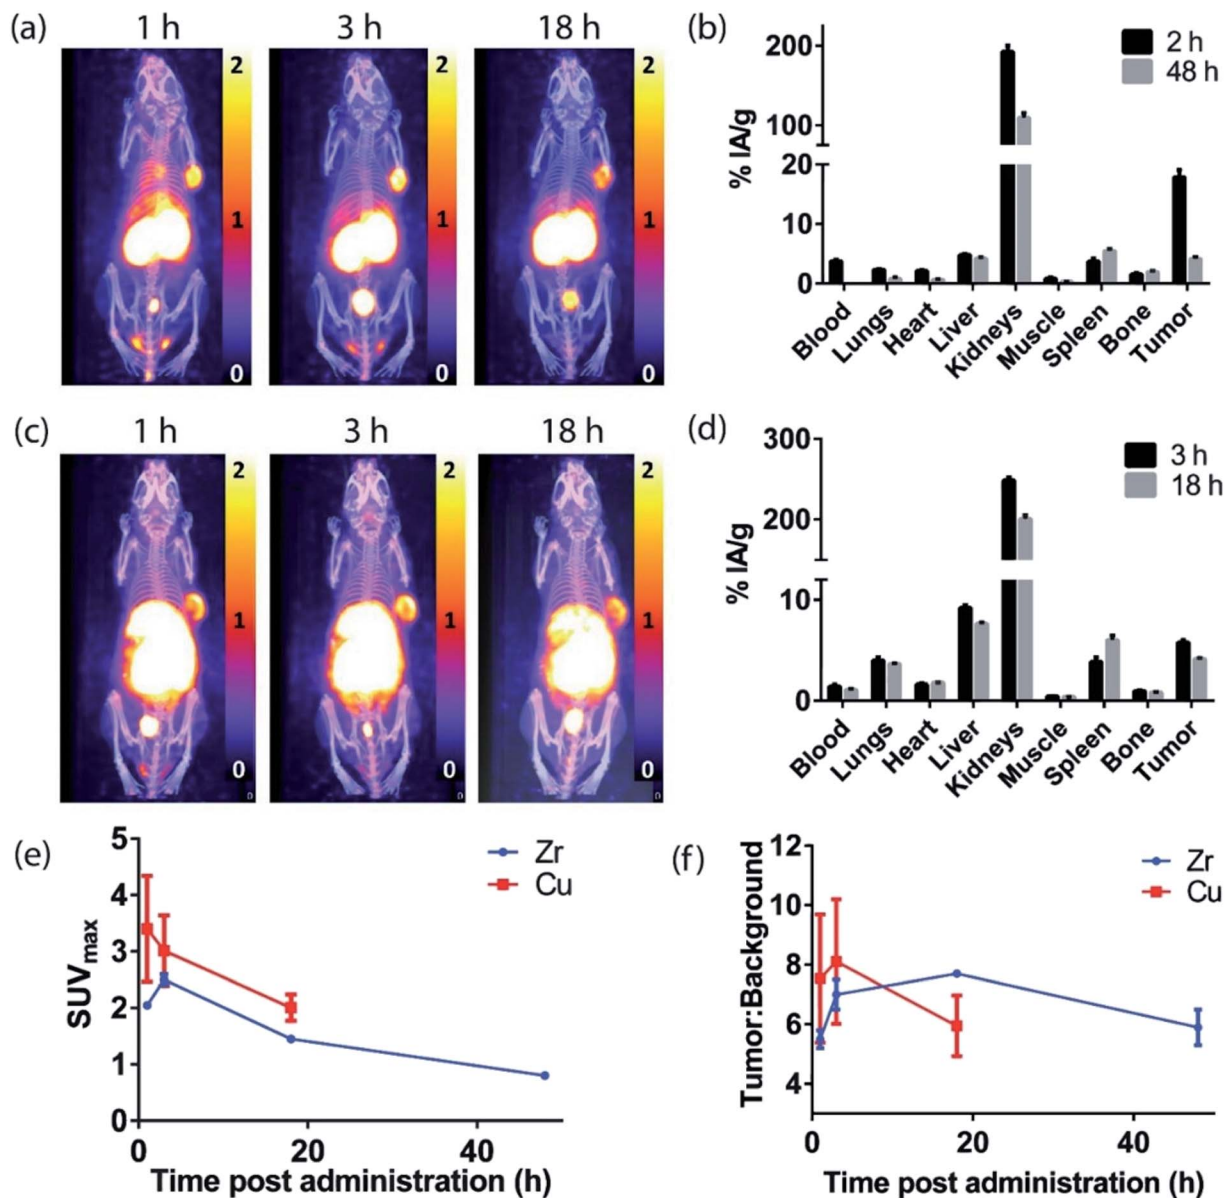 (a)
1 h
3 h
18 h
2
1
0
2
1
0
2
1
0
(b)
% IA/g
200
100
20
10
0
2 h
48 h
Blood
Lungs
Heart
Liver
Kidneys
Muscle
Spleen
Bone
Tumor
(c)
1 h
3 h
18 h
2
1
0
0
2
1
0
0
2
1
0
0
(d)
% IA/g
300
200
10
0
3 h
18 h
Blood
Lungs
Heart
Liver
Kidneys
Muscle
Spleen
Bone
Tumor
(e)
SUVmax
5
4
3
2
1
0
Zr
Cu
0
20
40
Time post administration (h)
(f)
Tumor:Background
12
10
8
6
4
Zr
Cu
0
20
40
Time post administration (h)